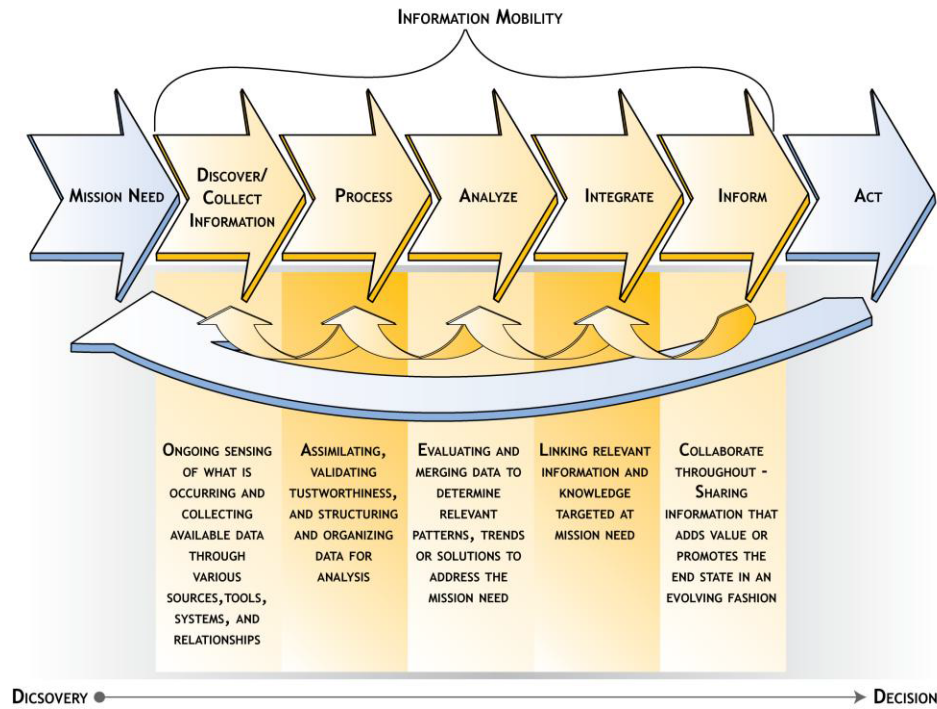 Information Mobility
Mission Need
Discover/
Collect
Information
Process
Analyze
Integrate
Inform
Act
Ongoing sensing
of what is
occurring and
collecting
available data
through
various
sources,tools,
systems, and
relationships
Assimilating,
validating
tustworthiness,
and structuring
and organizing
data for
analysis
Evaluating and
merging data to
determine
relevant
patterns, trends
or solutions to
address the
mission need
Linking relevant
information and
knowledge
targeted at
mission need
Collaborate
throughout -
Sharing
information that
adds value or
promotes the
end state in an
evolving fashion
Dicsovery
Decision